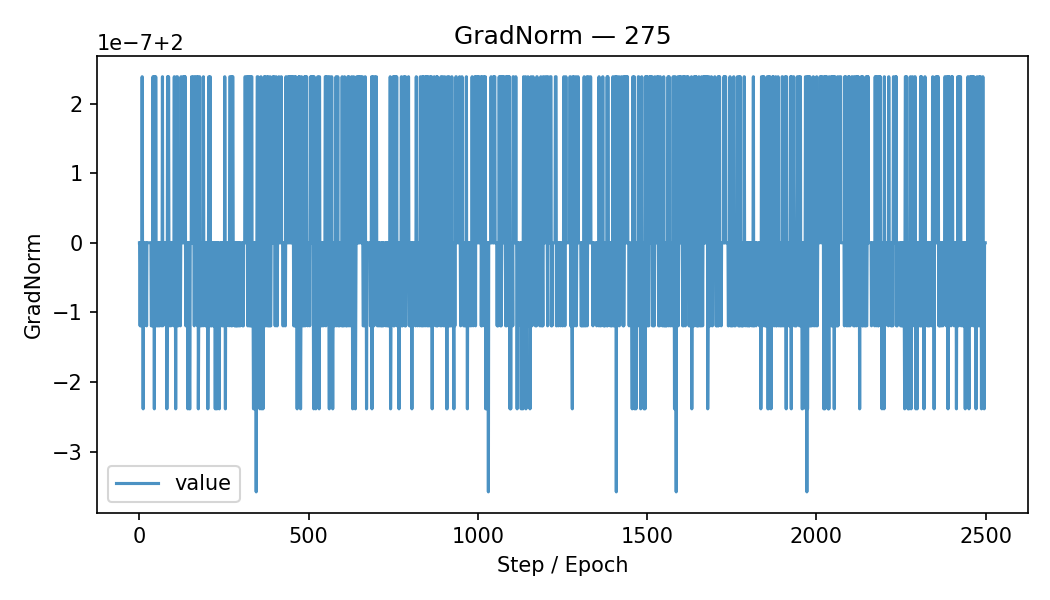 GradNorm — 275
1e−7+2
2
1
0
−1
−2
−3
GradNorm
value
0 500 1000 1500 2000 2500
Step / Epoch